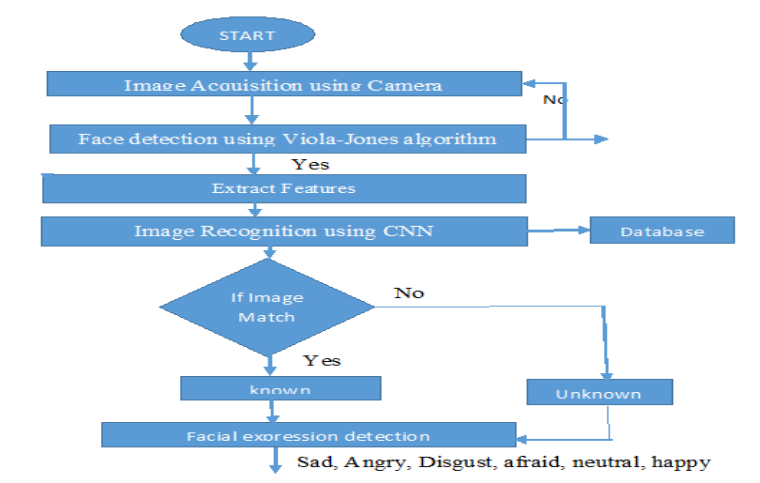 START
Image Acquisition using Camera
No
Face detection using Viola-Jones algorithm
Yes
Extract Features
Image Recognition using CNN
Database
If Image
Match
No
Yes
known
Unknown
Facial expression detection
Sad, Angry, Disgust, afraid, neutral, happy